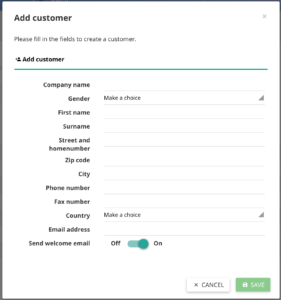 Add customer
×
Please fill in the fields to create a customer.
Add customer
Company name
Gender Make a choice
First name
Surname
Street and
homenumber
Zip code
City
Phone number
Fax number
Country Make a choice
Email address
Send welcome email Off On
× CANCEL SAVE